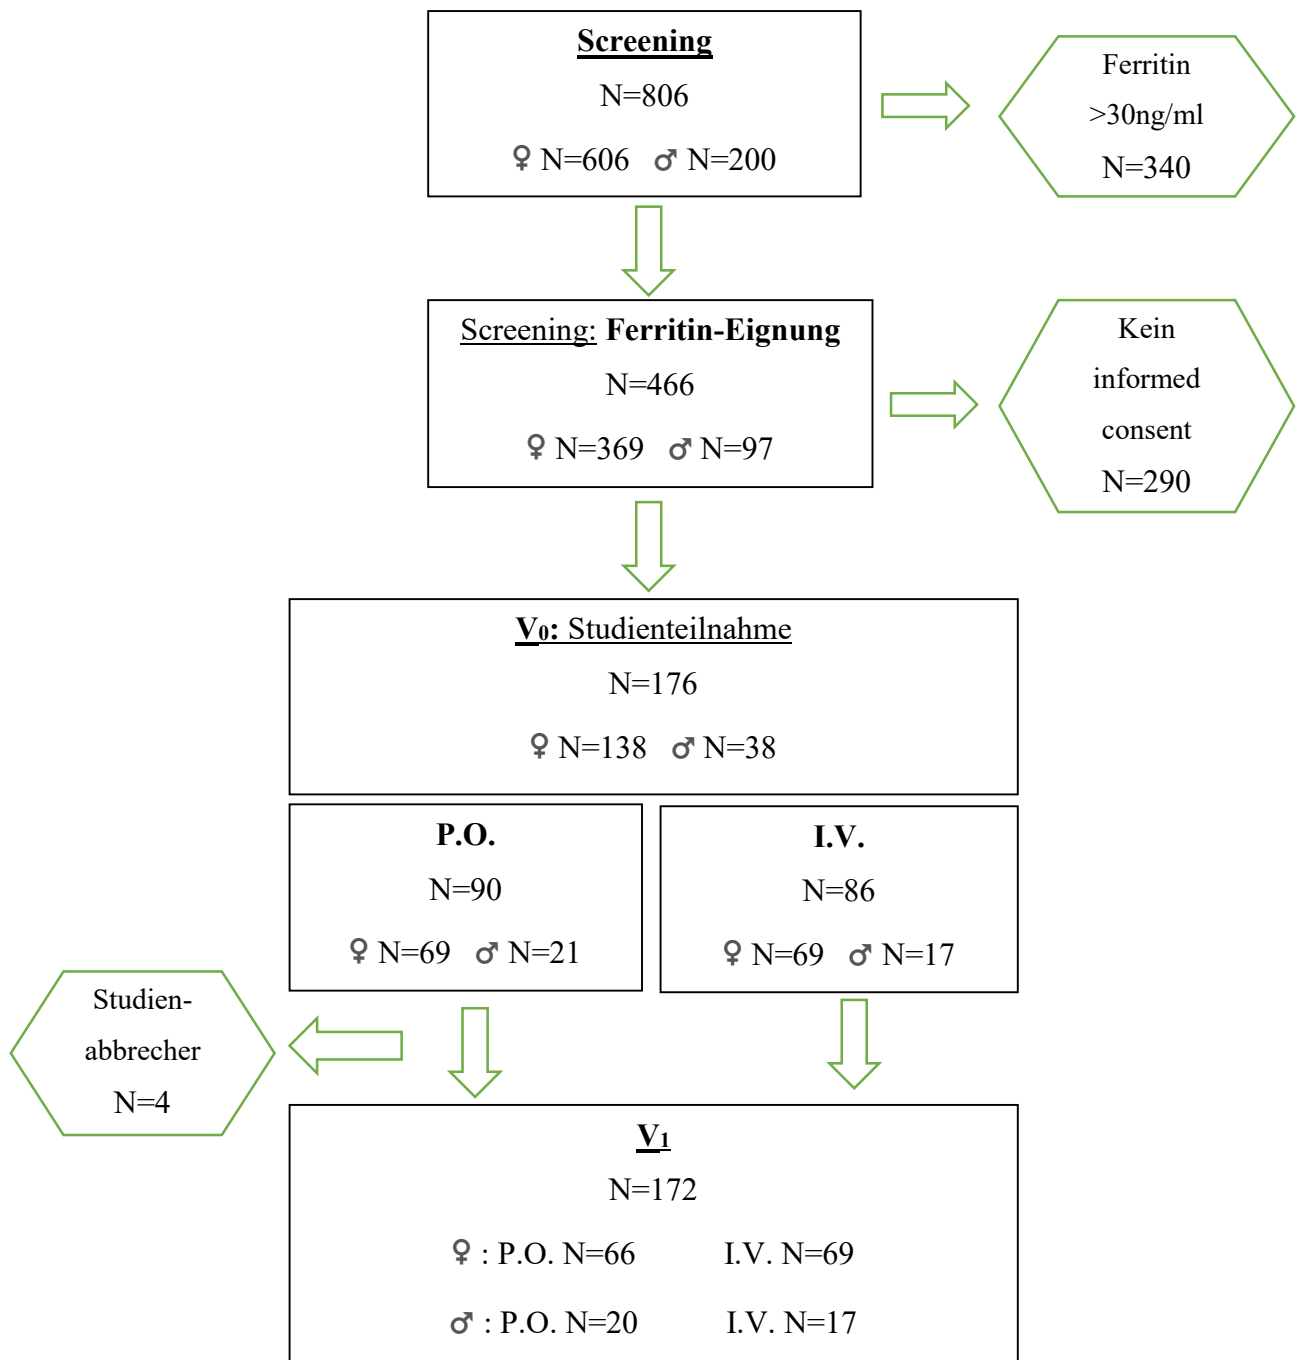 Screening
N=806
♀ N=606 ♂ N=200
Ferritin
>30ng/ml
N=340
Screening: Ferritin-Eignung
N=466
♀ N=369 ♂ N=97
Kein
informed
consent
N=290
V₀: Studienteilnahme
N=176
♀ N=138 ♂ N=38
P.O.
N=90
♀ N=69 ♂ N=21
I.V.
N=86
♀ N=69 ♂ N=17
Studien-
abbrecher
N=4
V₁
N=172
♀ : P.O. N=66 I.V. N=69
♂ : P.O. N=20 I.V. N=17